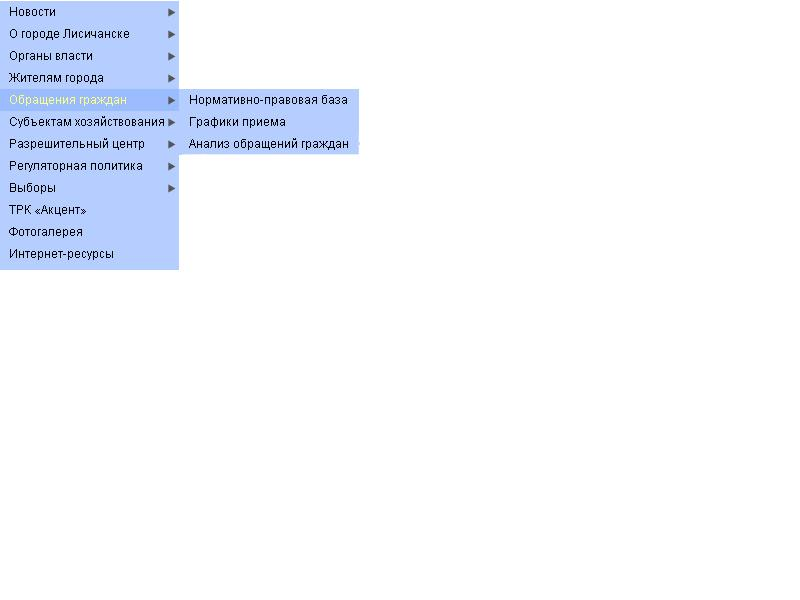 Новости
О городе Лисичанске
Органы власти
Жителям города
Обращения граждан
Нормативно-правовая база
Субъектам хозяйствования
Графики приема
Разрешительный центр
Анализ обращений граждан
Регуляторная политика
Выборы
ТРК «Акцент»
Фотогалерея
Интернет-ресурсы